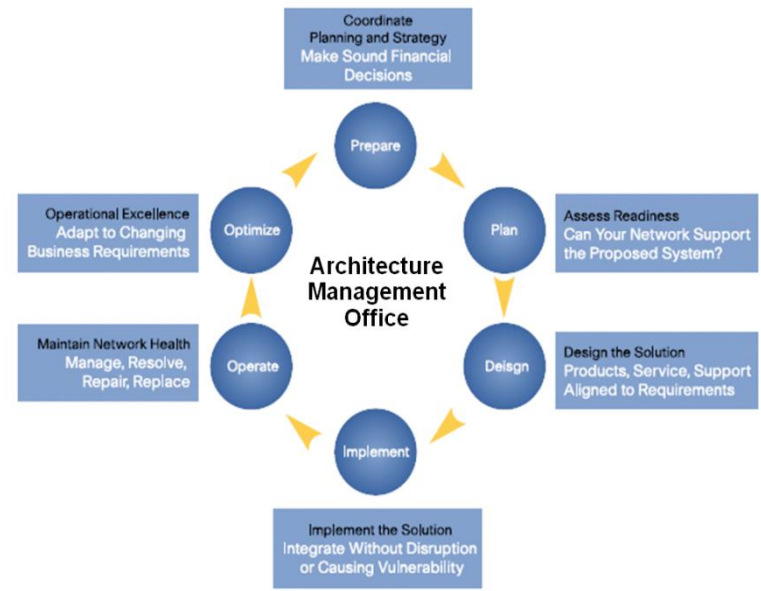 Coordinate
Planning and Strategy
Make Sound Financial
Decisions
Prepare
Operational Excellence
Adapt to Changing
Business Requirements
Optimize
Plan
Assess Readiness
Can Your Network Support
the Proposed System?
Architecture
Management
Office
Maintain Network Health
Manage, Resolve,
Repair, Replace
Operate
Deisgn
Design the Solution
Products, Service, Support
Aligned to Requirements
Implement
Implement the Solution
Integrate Without Disruption
or Causing Vulnerability